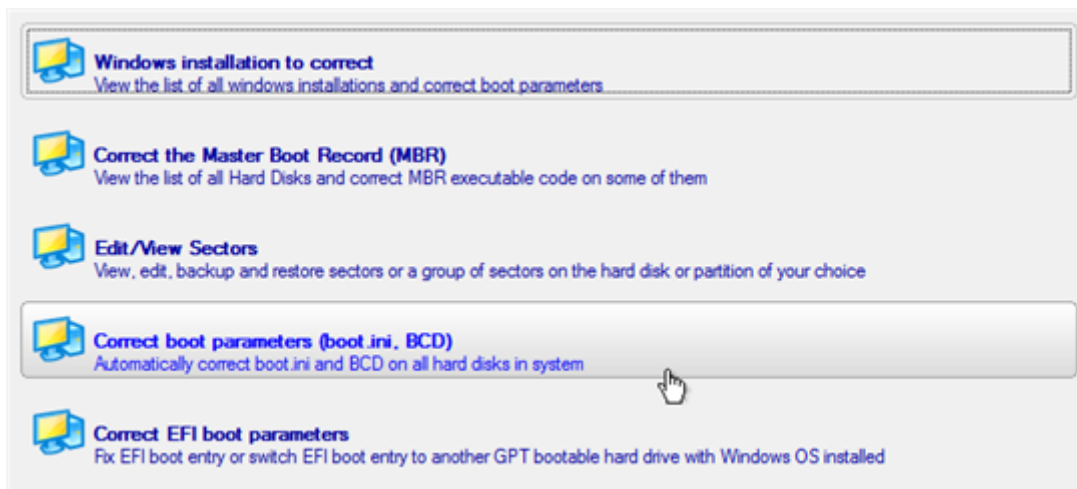 Windows installation to correct
View the list of all windows installations and correct boot parameters
Correct the Master Boot Record (MBR)
View the list of all Hard Disks and correct MBR executable code on some of them
Edit/View Sectors
View, edit, backup and restore sectors or a group of sectors on the hard disk or partition of your choice
Correct boot parameters (boot.ini, BCD)
Automatically correct boot.ini and BCD on all hard disks in system
Correct EFI boot parameters
Fix EFI boot entry or switch EFI boot entry to another GPT bootable hard drive with Windows OS installed